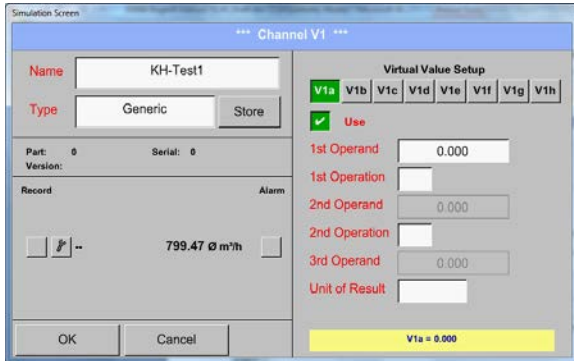 Simulation Screen
*** Channel V1 ***
Name KH-Test1
Type Generic Store
Part: 0 Serial: 0
Version:
Record Alarm
-- 799.47 Ø m³/h
OK Cancel
Virtual Value Setup
V1a V1b V1c V1d V1e V1f V1g V1h
Use
1st Operand 0.000
1st Operation
2nd Operand 0.000
2nd Operation
3rd Operand 0.000
Unit of Result
V1a = 0.000